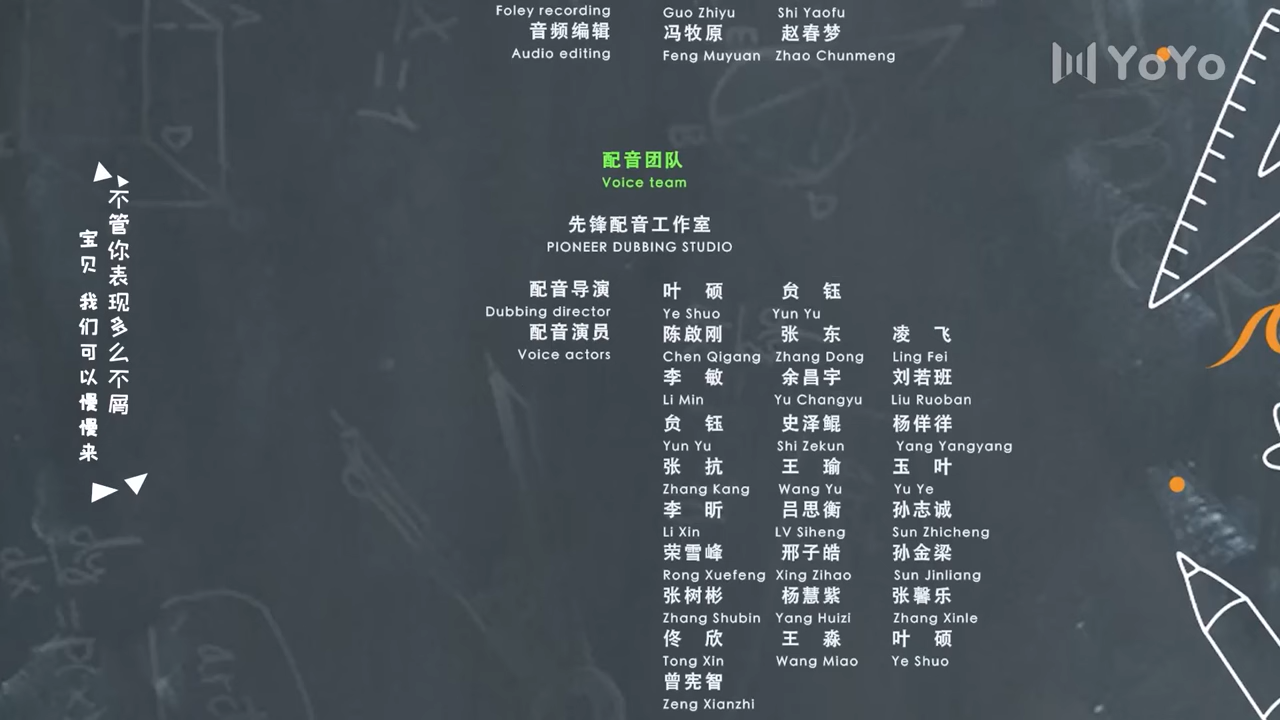 Foley recording Guo Zhiyu Shi Yaofu
音频编辑 冯牧原 赵春梦
Audio editing Feng Muyuan Zhao Chunmeng
YoYo
配音团队
Voice team
先锋配音工作室
PIONEER DUBBING STUDIO
配音导演 叶硕 贠钰
Dubbing director Ye Shuo Yun Yu
配音演员 陈啟刚 张东 凌飞
Voice actors Chen Qigang Zhang Dong Ling Fei
李敏 余昌宇 刘若班
Li Min Yu Changyu Liu Ruoban
贠钰 史泽鲲 杨佯徉
Yun Yu Shi Zekun Yang Yangyang
张抗 王瑜 玉叶
Zhang Kang Wang Yu Yu Ye
李昕 吕思衡 孙志诚
Li Xin LV Siheng Sun Zhicheng
荣雪峰 邢子皓 孙金梁
Rong Xuefeng Xing Zihao Sun Jinliang
张树彬 杨慧紫 张馨乐
Zhang Shubin Yang Huizi Zhang Xinle
佟欣 王淼 叶硕
Tong Xin Wang Miao Ye Shuo
曾宪智
Zeng Xianzhi
不管你表现多么不屑
宝贝 我们可以慢慢来